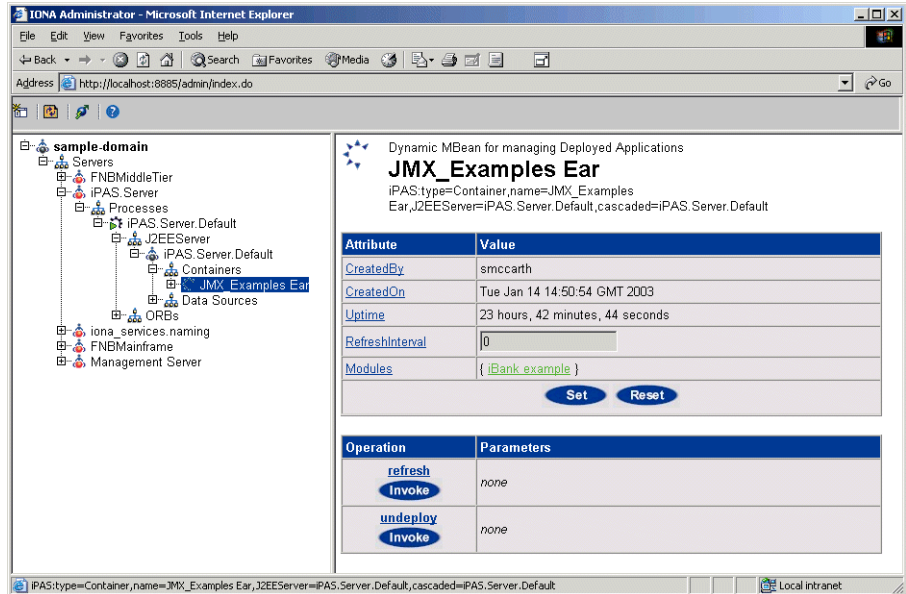 IONA Administrator - Microsoft Internet Explorer
File Edit View Favorites Tools Help
Back Search Favorites Media
Address http://localhost:8885/admin/index.do Go
sample-domain
Servers
FNBMiddleTier
iPAS.Server
Processes
iPAS.Server.Default
J2EEServer
iPAS.Server.Default
Containers
JMX_Examples Ear
Data Sources
ORBs
iona_services.naming
FNBMainframe
Management Server
Dynamic MBean for managing Deployed Applications
JMX_Examples Ear
iPAS:type=Container,name=JMX_Examples
Ear,J2EEServer=iPAS.Server.Default,cascaded=iPAS.Server.Default
Attribute Value
CreatedBy smccarth
CreatedOn Tue Jan 14 14:50:54 GMT 2003
Uptime 23 hours, 42 minutes, 44 seconds
RefreshInterval 0
Modules { iBank example }
Set Reset
Operation Parameters
refresh
Invoke none
undeploy
Invoke none
iPAS:type=Container,name=JMX_Examples Ear,J2EEServer=iPAS.Server.Default,cascaded=iPAS.Server.Default Local intranet